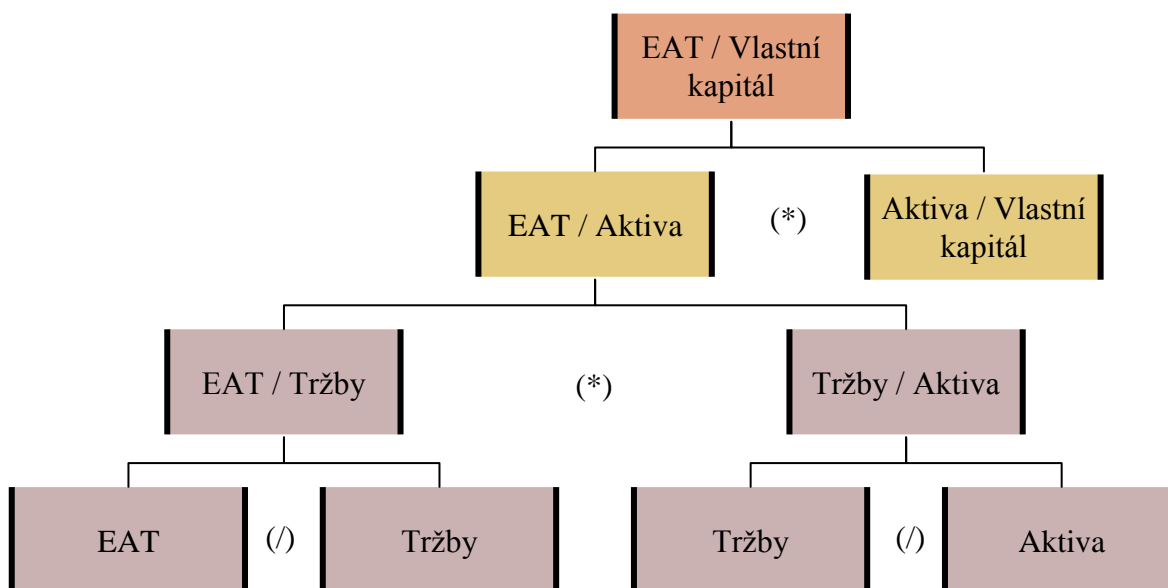 EAT / Vlastní
kapitál
EAT / Aktiva
(*)
Aktiva / Vlastní
kapitál
EAT / Tržby
(*)
Tržby / Aktiva
EAT
(/)
Tržby
Tržby
(/)
Aktiva